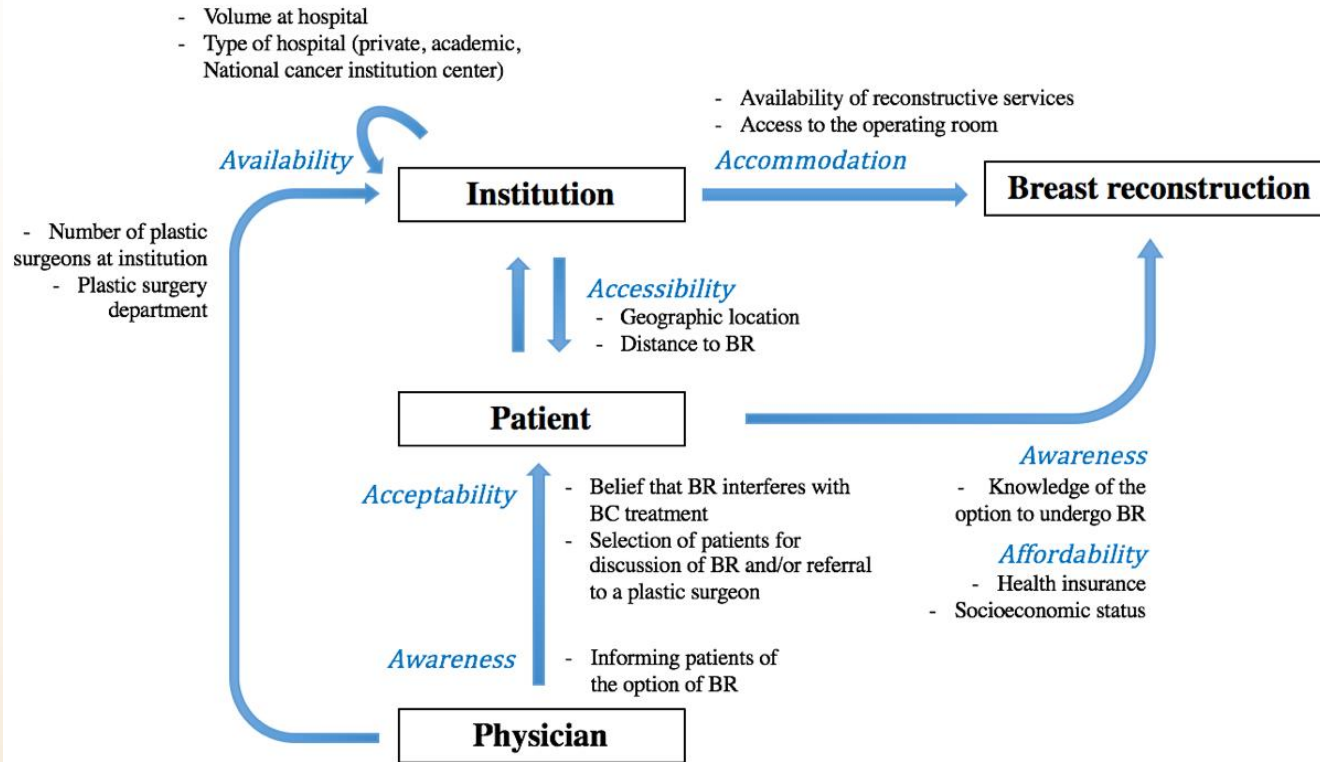 - Volume at hospital
- Type of hospital (private, academic,
National cancer institution center)
- Availability of reconstructive services
- Access to the operating room
Availability
Accommodation
Institution
Breast reconstruction
- Number of plastic
surgeons at institution
- Plastic surgery
department
Accessibility
- Geographic location
- Distance to BR
Patient
Acceptability
- Belief that BR interferes with
BC treatment
- Selection of patients for
discussion of BR and/or referral
to a plastic surgeon
Awareness
- Knowledge of the
option to undergo BR
Affordability
- Health insurance
- Socioeconomic status
Awareness
- Informing patients of
the option of BR
Physician